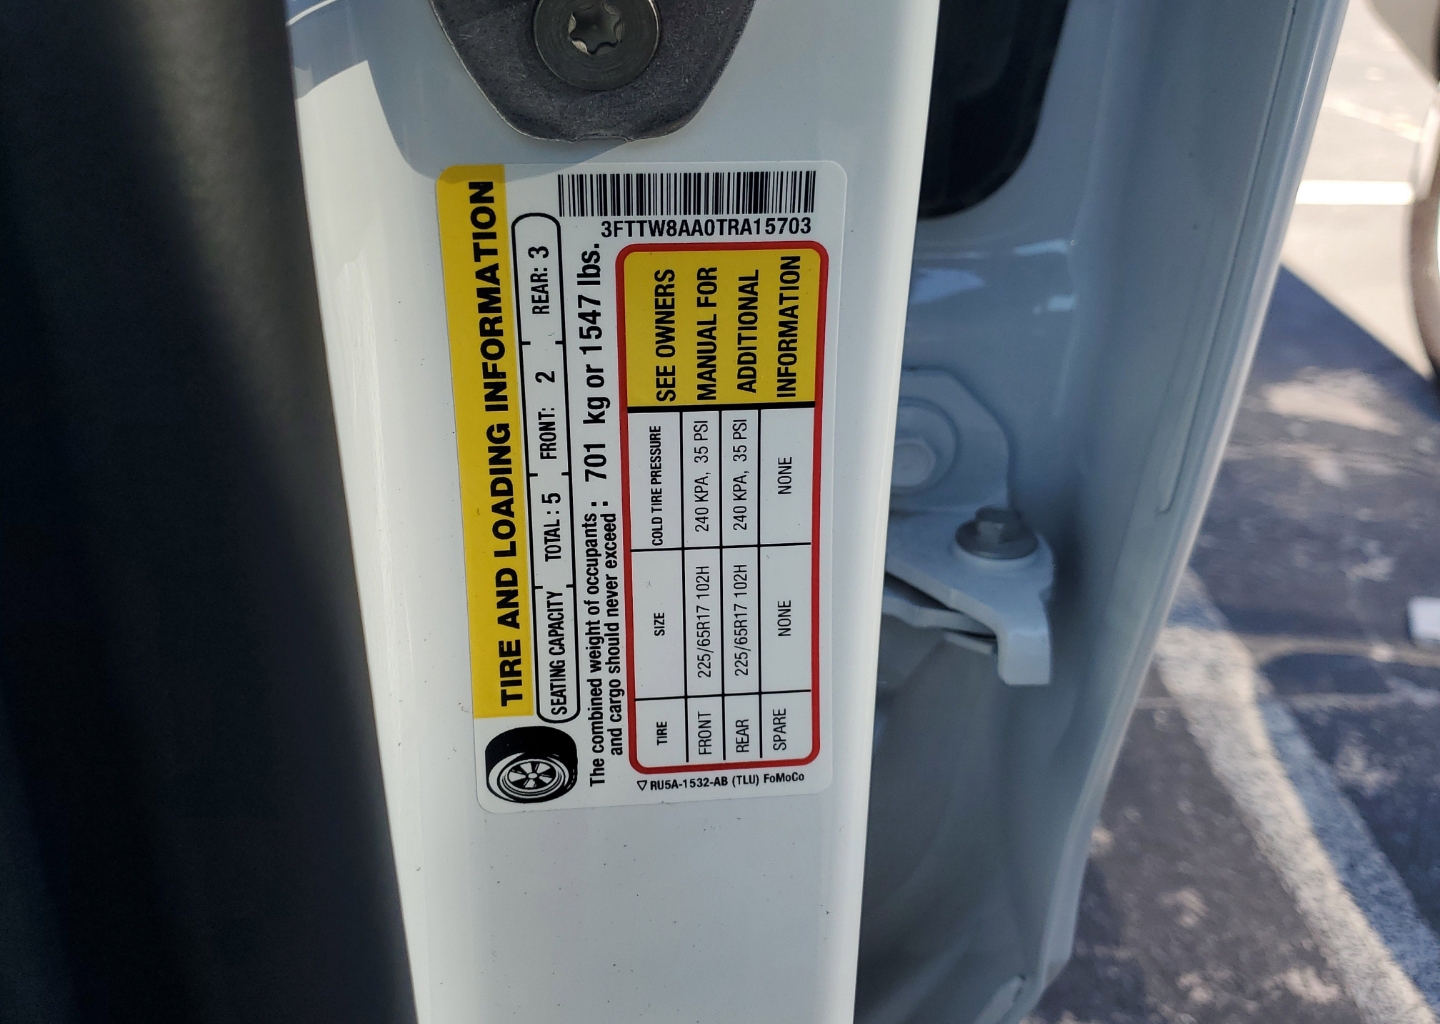 3FTTW8AA0TRA15703
TIRE AND LOADING INFORMATION
SEATING CAPACITY TOTAL : 5 FRONT: 2 REAR: 3
The combined weight of occupants
and cargo should never exceed : 701 kg or 1547 lbs.
TIRE SIZE COLD TIRE PRESSURE
FRONT 225/65R17 102H 240 KPA, 35 PSI
REAR 225/65R17 102H 240 KPA, 35 PSI
SPARE NONE NONE
SEE OWNERS
MANUAL FOR
ADDITIONAL
INFORMATION
▽ RU5A-1532-AB (TLU) FoMoCo